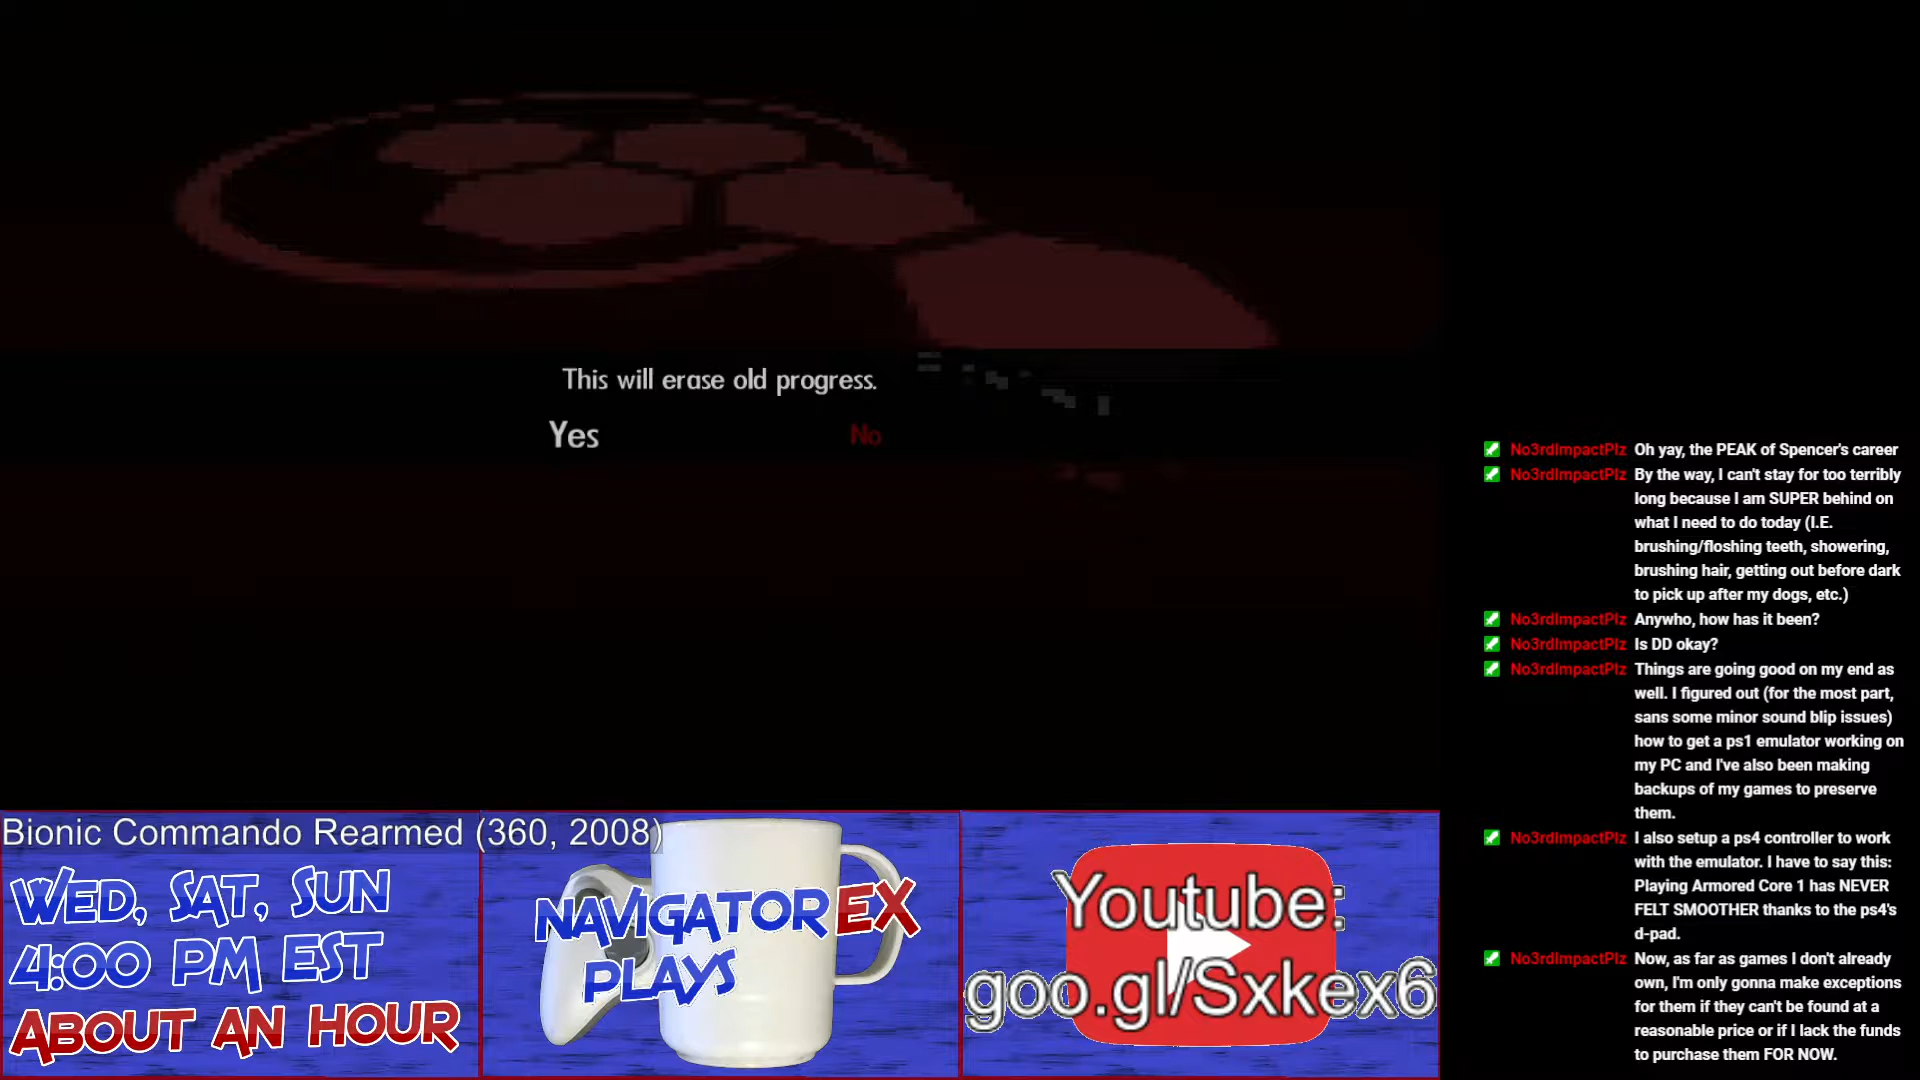 This will erase old progress.
Yes No
No3rdImpactPlz Oh yay, the PEAK of Spencer's career
No3rdImpactPlz By the way, I can't stay for too terribly
long because I am SUPER behind on
what I need to do today (I.E.
brushing/floshing teeth, showering,
brushing hair, getting out before dark
to pick up after my dogs, etc.)
No3rdImpactPlz Anywho, how has it been?
No3rdImpactPlz Is DD okay?
No3rdImpactPlz Things are going good on my end as
well. I figured out (for the most part,
sans some minor sound blip issues)
how to get a ps1 emulator working on
my PC and I've also been making
backups of my games to preserve
them.
No3rdImpactPlz I also setup a ps4 controller to work
with the emulator. I have to say this:
Playing Armored Core 1 has NEVER
FELT SMOOTHER thanks to the ps4's
d-pad.
No3rdImpactPlz Now, as far as games I don't already
own, I'm only gonna make exceptions
for them if they can't be found at a
reasonable price or if I lack the funds
to purchase them FOR NOW.
Bionic Commando Rearmed (360, 2008)
WED, SAT, SUN
4:00 PM EST
ABOUT AN HOUR
NAVIGATOR EX
PLAYS
Youtube:
goo.gl/Sxkex6